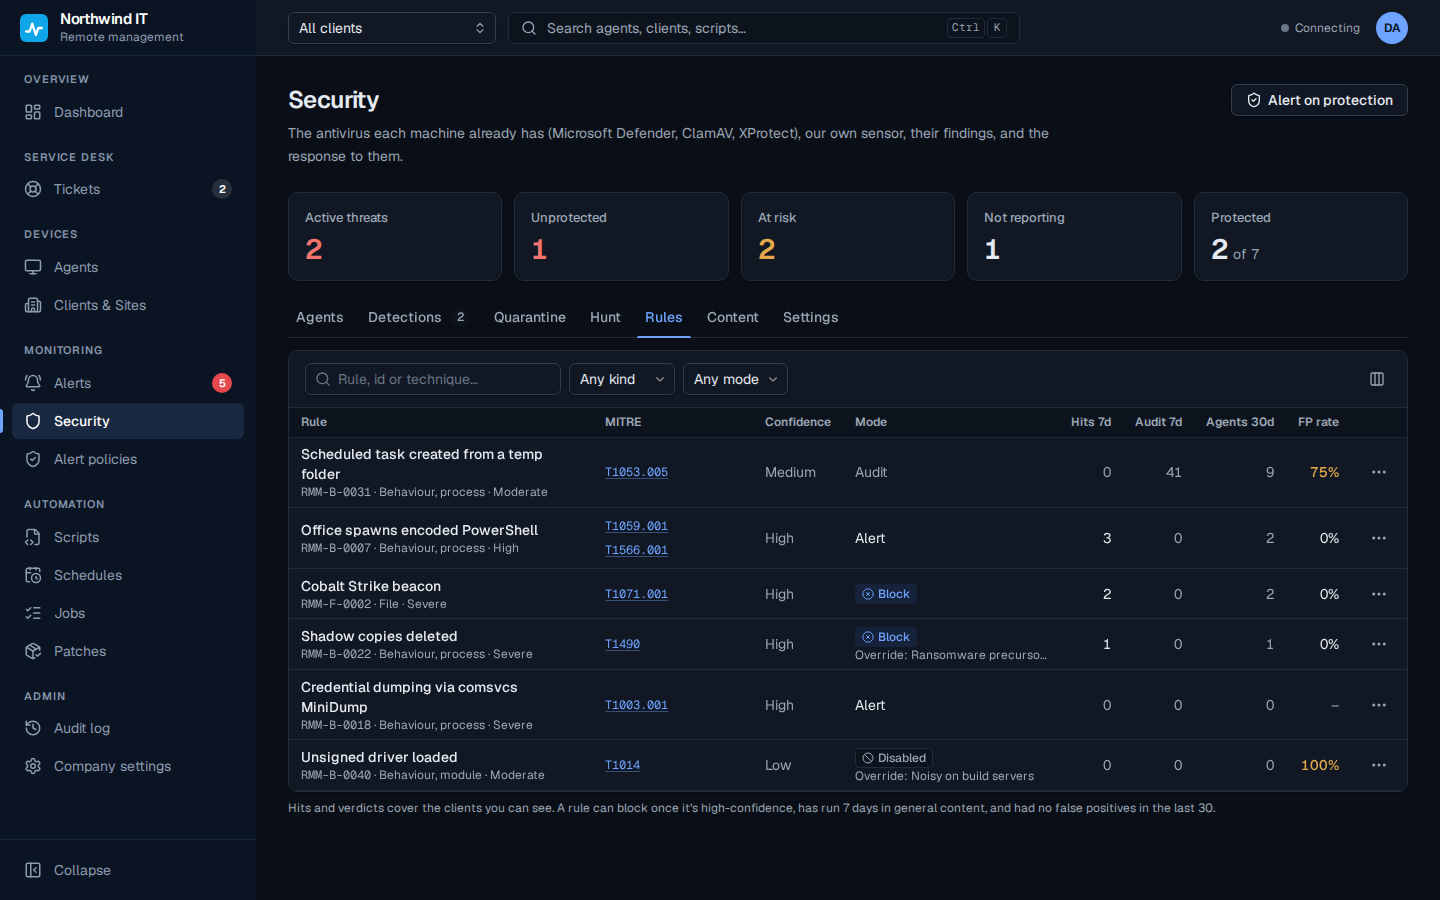 Northwind IT
Remote management
All clients
Search agents, clients, scripts…
Ctrl K
Connecting
DA
OVERVIEW
Dashboard
SERVICE DESK
Tickets 2
DEVICES
Agents
Clients & Sites
MONITORING
Alerts 5
Security
Alert policies
AUTOMATION
Scripts
Schedules
Jobs
Patches
ADMIN
Audit log
Company settings
Collapse
Security
Alert on protection
The antivirus each machine already has (Microsoft Defender, ClamAV, XProtect), our own sensor, their findings, and the
response to them.
Active threats
2
Unprotected
1
At risk
2
Not reporting
1
Protected
2 of 7
Agents Detections 2 Quarantine Hunt Rules Content Settings
Rule, id or technique… Any kind Any mode
Rule MITRE Confidence Mode Hits 7d Audit 7d Agents 30d FP rate
Scheduled task created from a temp
folder
RMM-B-0031 · Behaviour, process · Moderate
T1053.005 Medium Audit 0 41 9 75%
Office spawns encoded PowerShell
RMM-B-0007 · Behaviour, process · High
T1059.001
T1566.001
High Alert 3 0 2 0%
Cobalt Strike beacon
RMM-F-0002 · File · Severe
T1071.001 High Block 2 0 2 0%
Shadow copies deleted
RMM-B-0022 · Behaviour, process · Severe
T1490 High Block
Override: Ransomware precurso…
1 0 1 0%
Credential dumping via comsvcs
MiniDump
RMM-B-0018 · Behaviour, process · Severe
T1003.001 High Alert 0 0 0 –
Unsigned driver loaded
RMM-B-0040 · Behaviour, module · Moderate
T1014 Low Disabled
Override: Noisy on build servers
0 0 0 100%
Hits and verdicts cover the clients you can see. A rule can block once it's high-confidence, has run 7 days in general content, and had no false positives in the last 30.